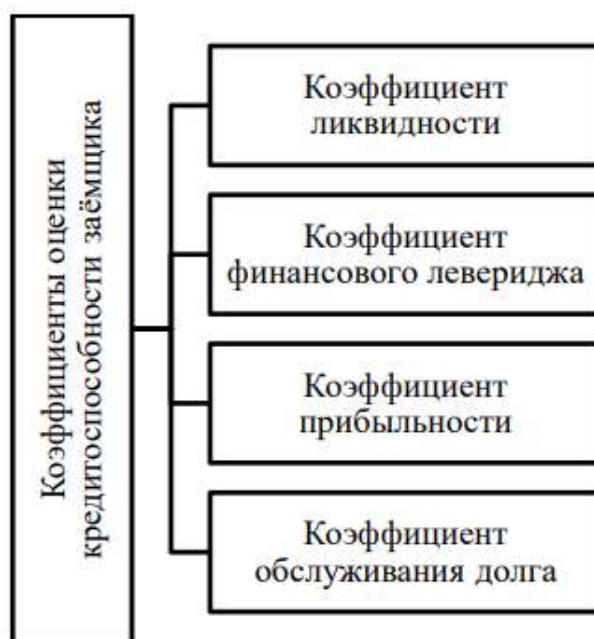 Коэффициенты оценки
кредитоспособности заёмщика
Коэффициент
ликвидности
Коэффициент
финансового левериджа
Коэффициент
прибыльности
Коэффициент
обслуживания долга